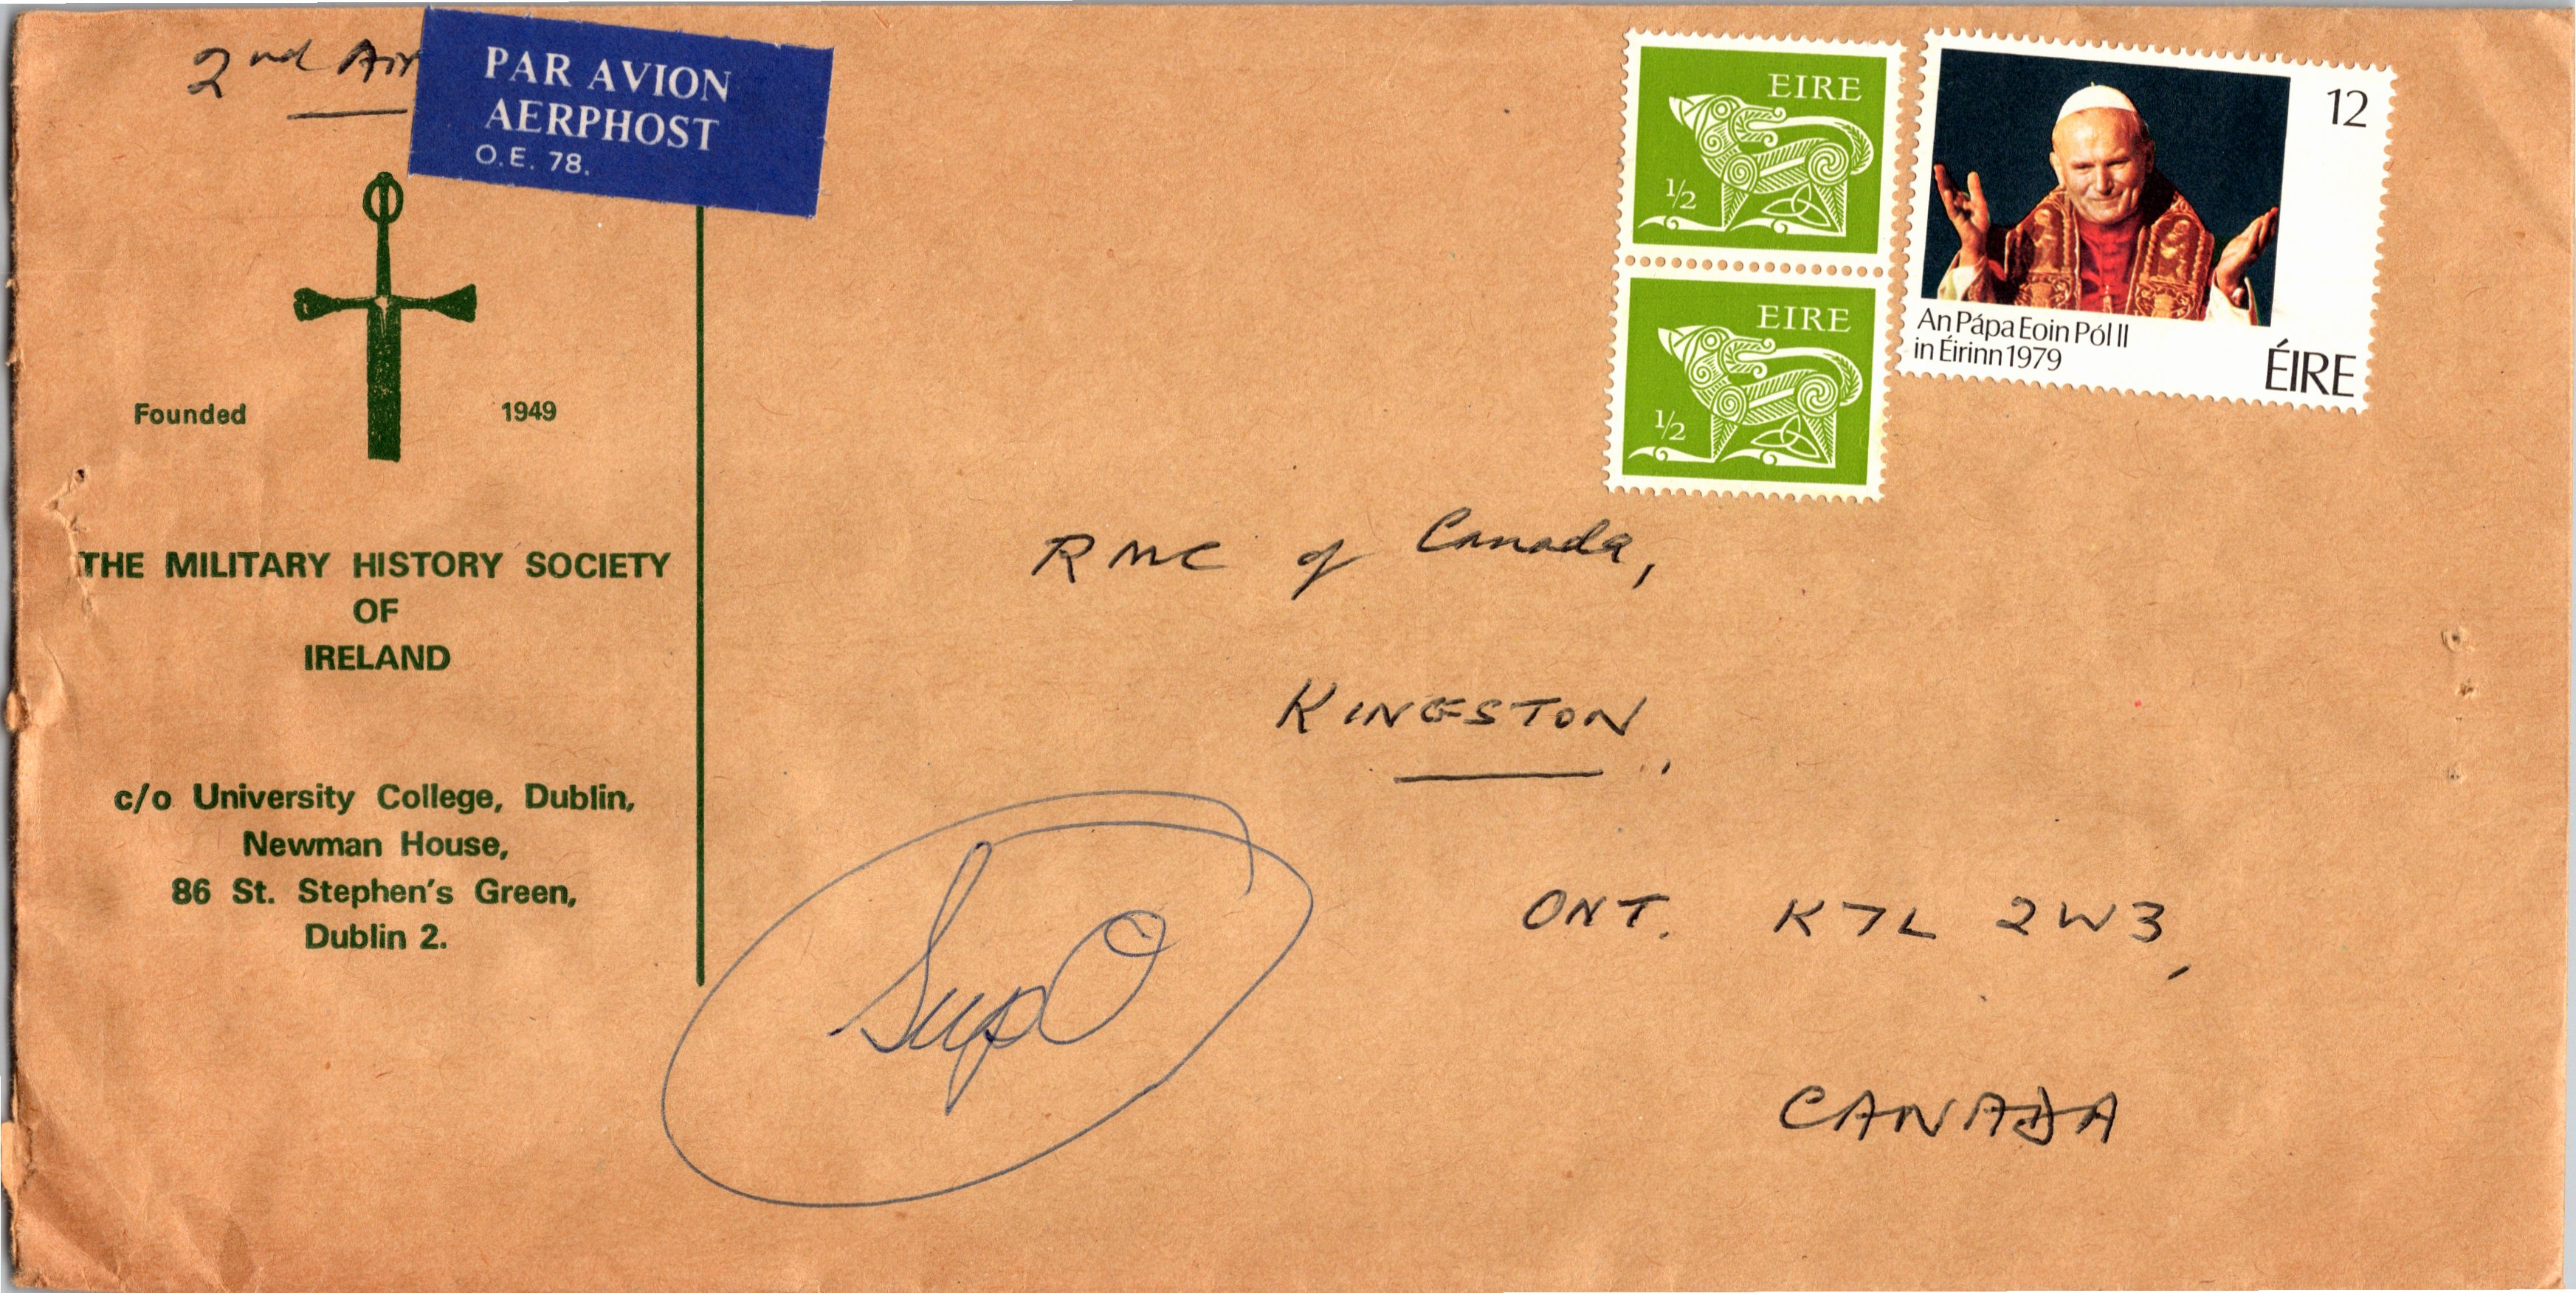 2nd Air
PAR AVION
AERPHOST
O.E. 78.
Founded 1949
THE MILITARY HISTORY SOCIETY
OF
IRELAND
c/o University College, Dublin,
Newman House,
86 St. Stephen's Green,
Dublin 2.
EIRE
1/2
EIRE
1/2
12
An Pápa Eoin Pól II
in Éirinn 1979
ÉIRE
RMC of Canada,
KINGSTON,
ONT. K7L 2W3,
CANADA
SupO